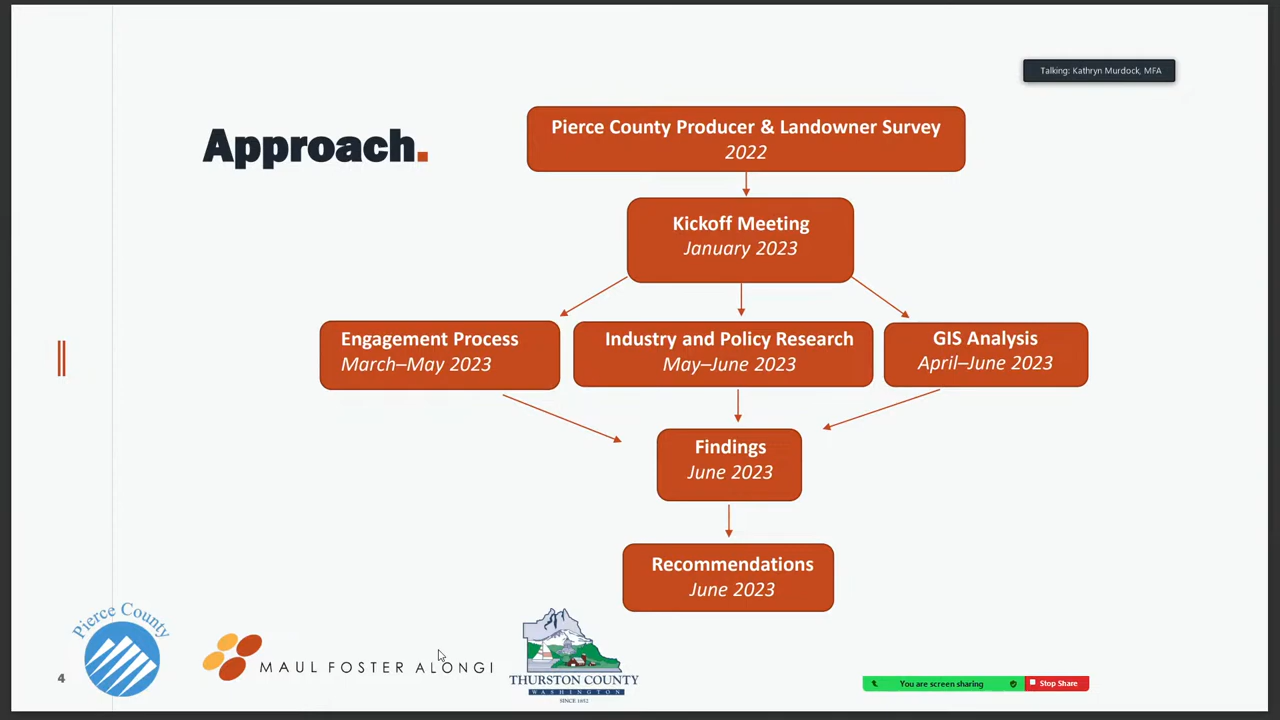 Talking: Kathryn Murdock, MFA
Approach.
Pierce County Producer & Landowner Survey
2022
Kickoff Meeting
January 2023
Engagement Process
March–May 2023
Industry and Policy Research
May–June 2023
GIS Analysis
April–June 2023
Findings
June 2023
Recommendations
June 2023
Pierce County
MAUL FOSTER ALONGI
THURSTON COUNTY
WASHINGTON
SINCE 1852
4
You are screen sharing
Stop Share